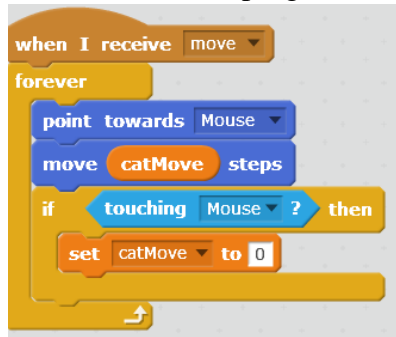 when I receive move
forever
point towards Mouse
move catMove steps
if touching Mouse ? then
set catMove to 0